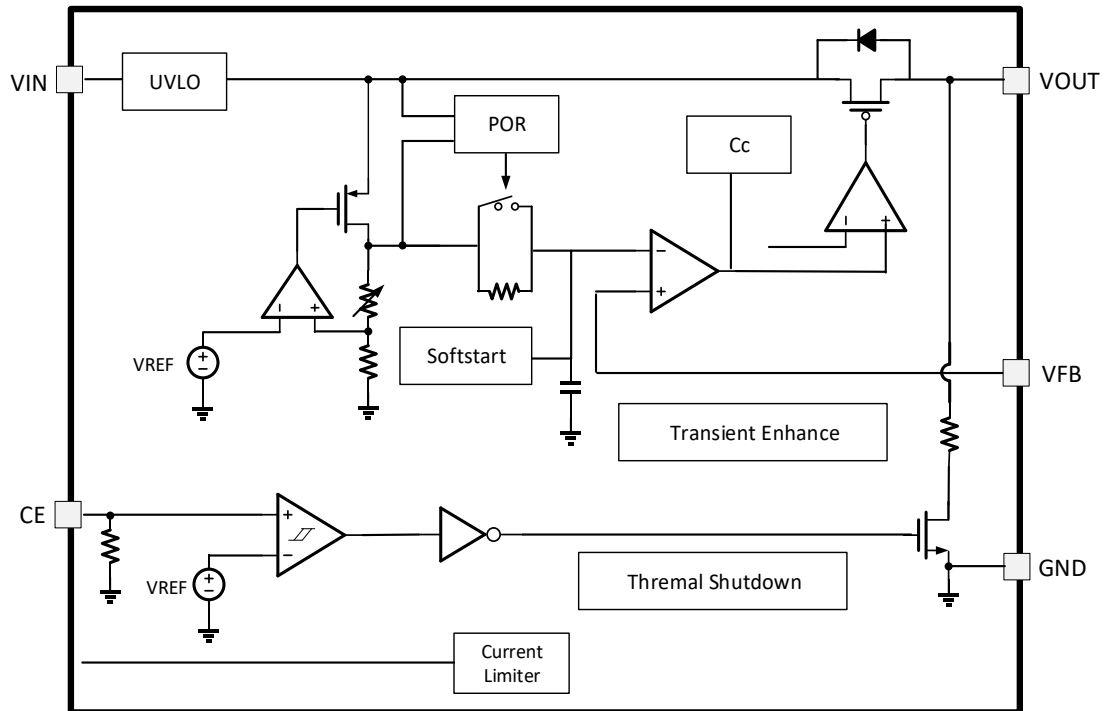 VIN
UVLO
VOUT
POR
Cc
VREF
Softstart
VFB
Transient Enhance
CE
VREF
Thremal Shutdown
GND
Current
Limiter